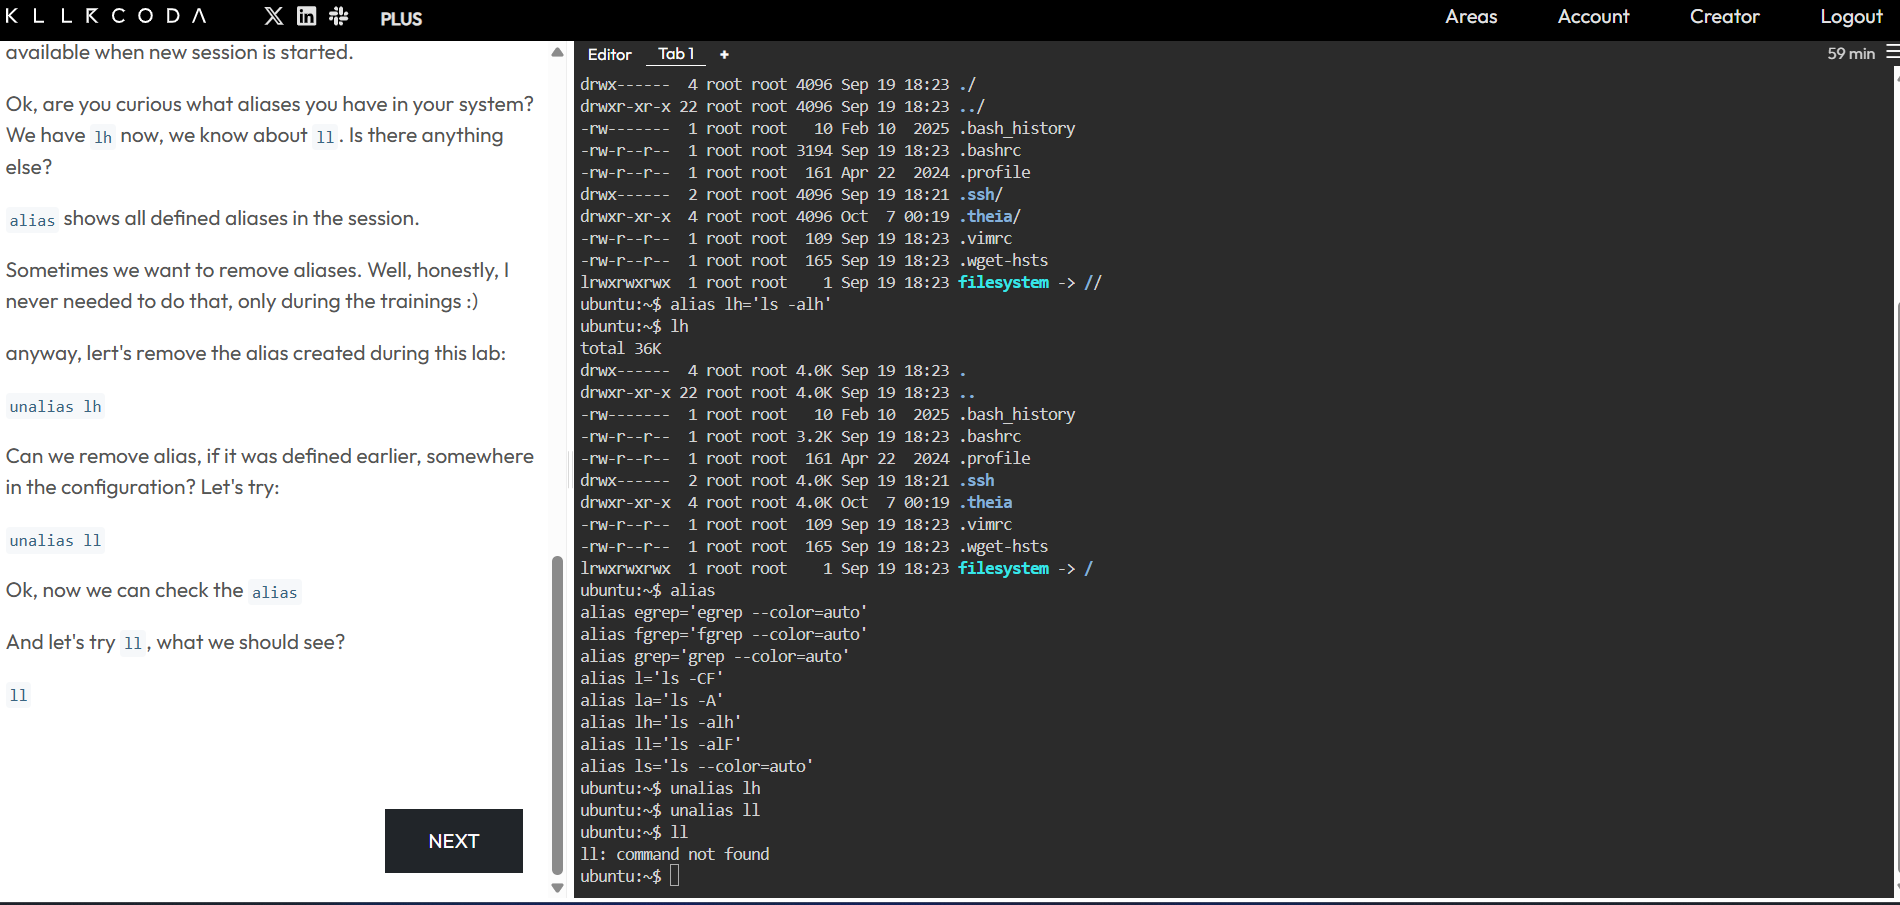 KLLRCODA PLUS Areas Account Creator Logout
available when new session is started.
Ok, are you curious what aliases you have in your system?
We have lh now, we know about ll. Is there anything
else?
alias shows all defined aliases in the session.
Sometimes we want to remove aliases. Well, honestly, I
never needed to do that, only during the trainings :)
anyway, lert's remove the alias created during this lab:
unalias lh
Can we remove alias, if it was defined earlier, somewhere
in the configuration? Let's try:
unalias ll
Ok, now we can check the alias
And let's try ll, what we should see?
ll
NEXT
Editor Tab 1 + 59 min
drwx------  4 root root 4096 Sep 19 18:23 ./
drwxr-xr-x 22 root root 4096 Sep 19 18:23 ../
-rw-------  1 root root   10 Feb 10  2025 .bash_history
-rw-r--r--  1 root root 3194 Sep 19 18:23 .bashrc
-rw-r--r--  1 root root  161 Apr 22  2024 .profile
drwx------  2 root root 4096 Sep 19 18:21 .ssh/
drwxr-xr-x  4 root root 4096 Oct  7 00:19 .theia/
-rw-r--r--  1 root root  109 Sep 19 18:23 .vimrc
-rw-r--r--  1 root root  165 Sep 19 18:23 .wget-hsts
lrwxrwxrwx  1 root root    1 Sep 19 18:23 filesystem -> //
ubuntu:~$ alias lh='ls -alh'
ubuntu:~$ lh
total 36K
drwx------  4 root root 4.0K Sep 19 18:23 .
drwxr-xr-x 22 root root 4.0K Sep 19 18:23 ..
-rw-------  1 root root   10 Feb 10  2025 .bash_history
-rw-r--r--  1 root root 3.2K Sep 19 18:23 .bashrc
-rw-r--r--  1 root root  161 Apr 22  2024 .profile
drwx------  2 root root 4.0K Sep 19 18:21 .ssh
drwxr-xr-x  4 root root 4.0K Oct  7 00:19 .theia
-rw-r--r--  1 root root  109 Sep 19 18:23 .vimrc
-rw-r--r--  1 root root  165 Sep 19 18:23 .wget-hsts
lrwxrwxrwx  1 root root    1 Sep 19 18:23 filesystem -> /
ubuntu:~$ alias
alias egrep='egrep --color=auto'
alias fgrep='fgrep --color=auto'
alias grep='grep --color=auto'
alias l='ls -CF'
alias la='ls -A'
alias lh='ls -alh'
alias ll='ls -alF'
alias ls='ls --color=auto'
ubuntu:~$ unalias lh
ubuntu:~$ unalias ll
ubuntu:~$ ll
ll: command not found
ubuntu:~$